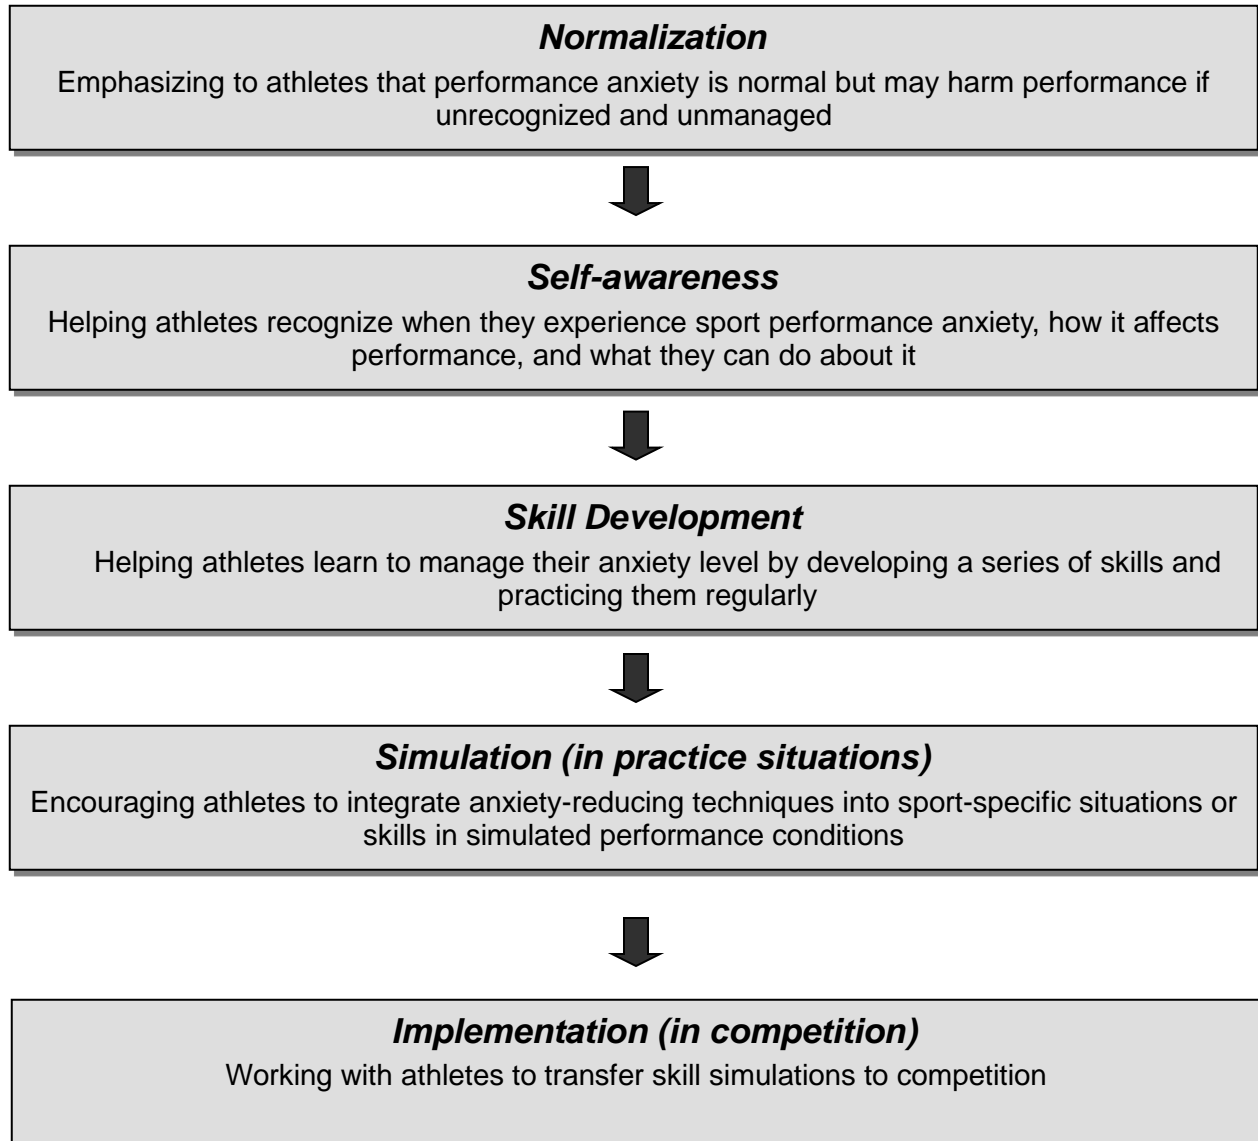 Normalization
Emphasizing to athletes that performance anxiety is normal but may harm performance if
unrecognized and unmanaged
Self-awareness
Helping athletes recognize when they experience sport performance anxiety, how it affects
performance, and what they can do about it
Skill Development
Helping athletes learn to manage their anxiety level by developing a series of skills and
practicing them regularly
Simulation (in practice situations)
Encouraging athletes to integrate anxiety-reducing techniques into sport-specific situations or
skills in simulated performance conditions
Implementation (in competition)
Working with athletes to transfer skill simulations to competition